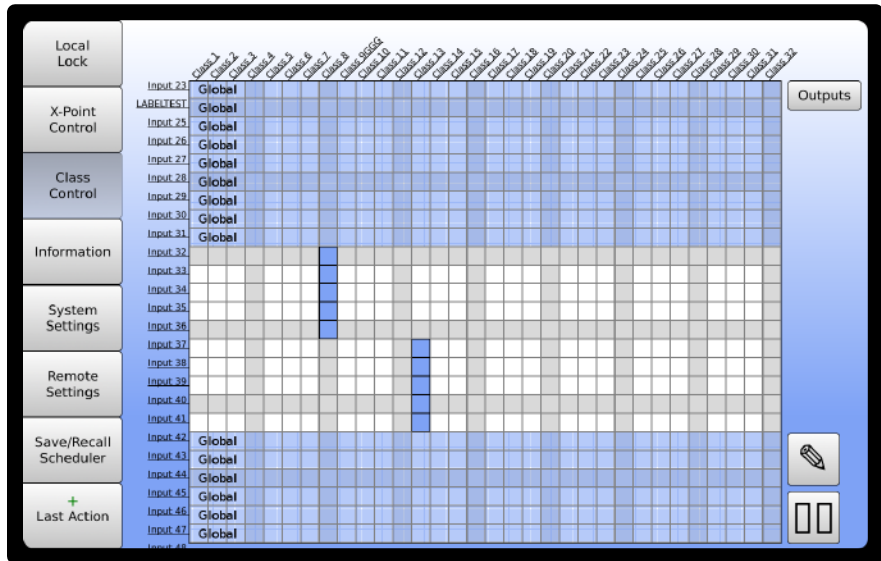 Local
Lock
X-Point
Control
Class
Control
Information
System
Settings
Remote
Settings
Save/Recall
Scheduler
+
Last Action
Class 1
Class 2
Class 3
Class 4
Class 5
Class 6
Class 7
Class 8
Class 9GGG
Class 10
Class 11
Class 12
Class 13
Class 14
Class 15
Class 16
Class 17
Class 18
Class 19
Class 20
Class 21
Class 22
Class 23
Class 24
Class 25
Class 26
Class 27
Class 28
Class 29
Class 30
Class 31
Class 32
Input 23 Global
LABELTEST Global
Input 25 Global
Input 26 Global
Input 27 Global
Input 28 Global
Input 29 Global
Input 30 Global
Input 31 Global
Input 32
Input 33
Input 34
Input 35
Input 36
Input 37
Input 38
Input 39
Input 40
Input 41
Input 42 Global
Input 43 Global
Input 44 Global
Input 45 Global
Input 46 Global
Input 47 Global
Input 48
Outputs